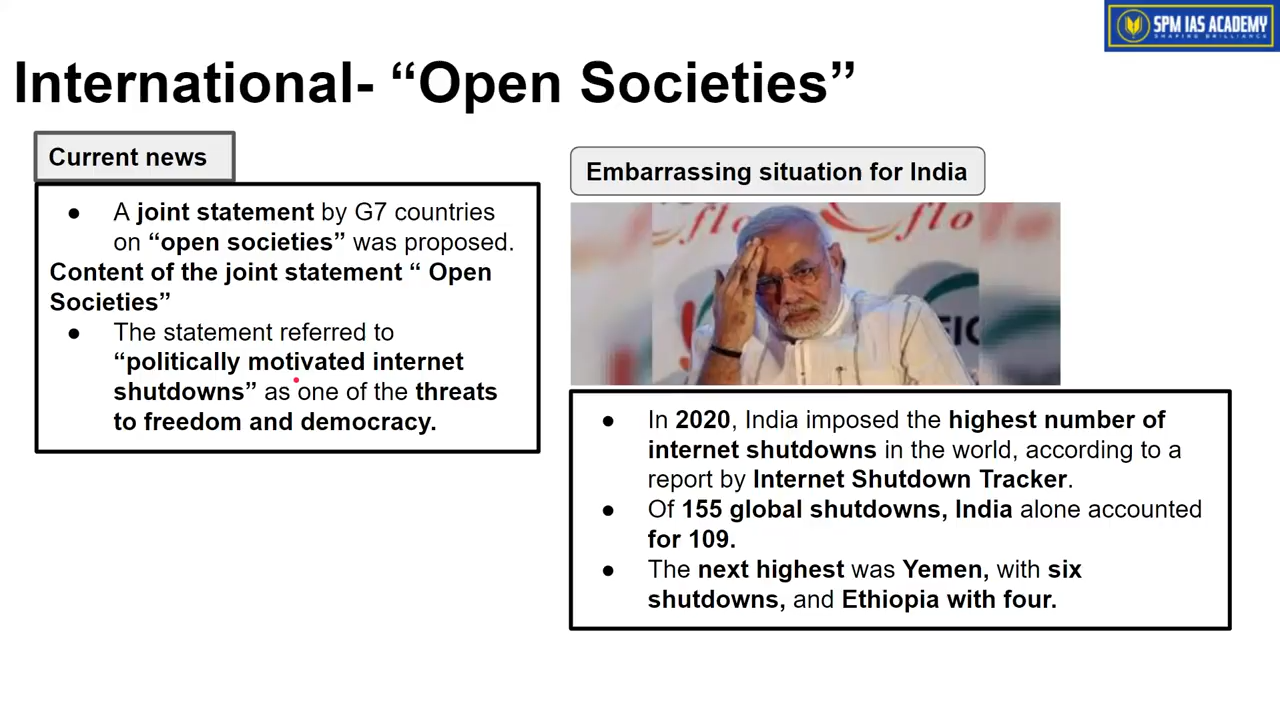 SPM IAS ACADEMY
SHAPING BRILLIANCE
International- “Open Societies”
Current news
● A joint statement by G7 countries
on “open societies” was proposed.
Content of the joint statement “ Open
Societies”
● The statement referred to
“politically motivated internet
shutdowns” as one of the threats
to freedom and democracy.
Embarrassing situation for India
flo
flo
● In 2020, India imposed the highest number of
internet shutdowns in the world, according to a
report by Internet Shutdown Tracker.
● Of 155 global shutdowns, India alone accounted
for 109.
● The next highest was Yemen, with six
shutdowns, and Ethiopia with four.